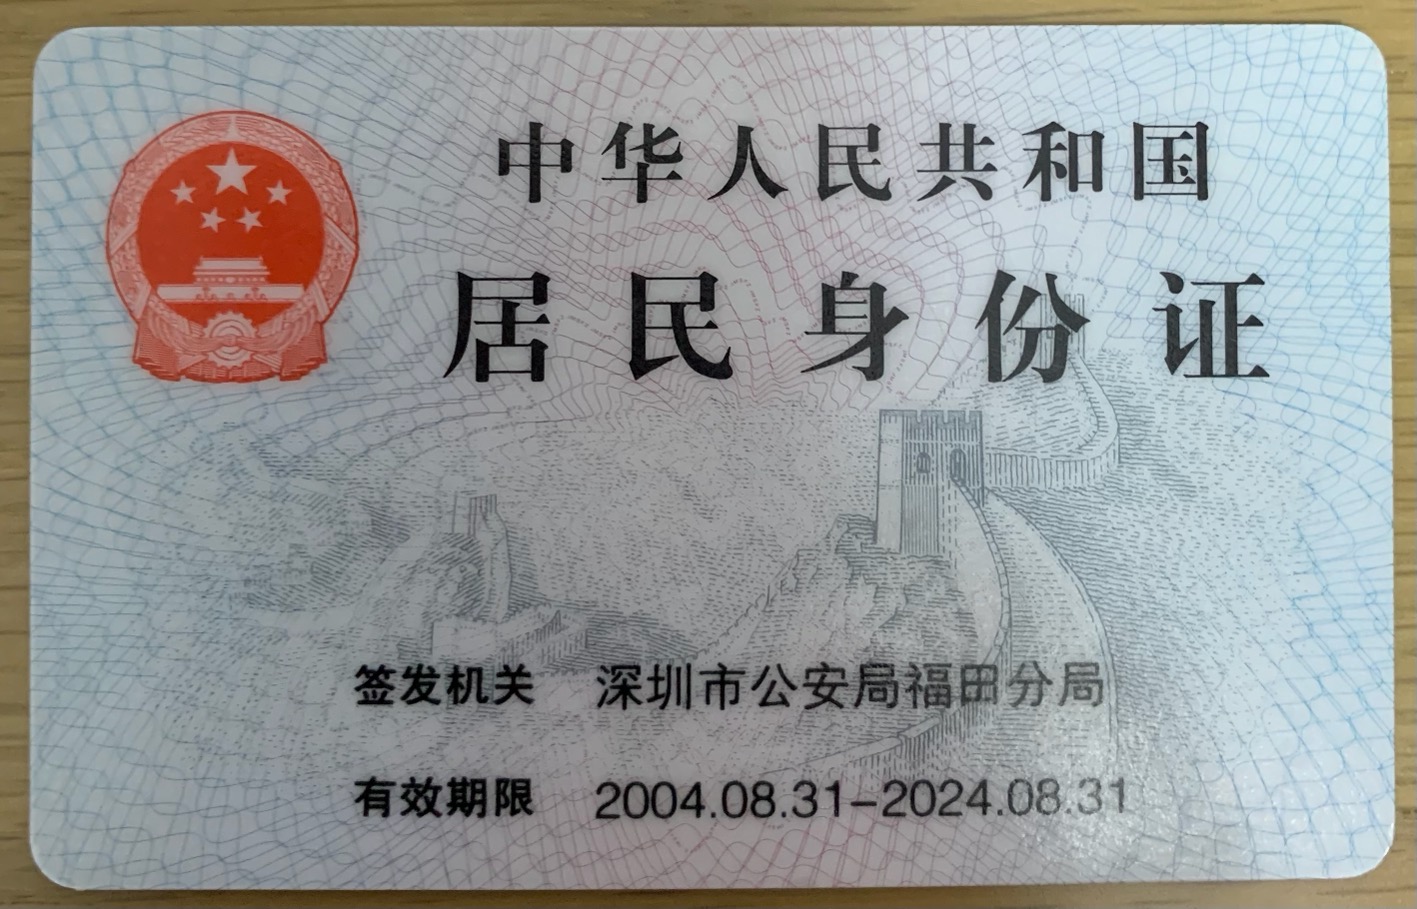 中华人民共和国
居民身份证
签发机关 深圳市公安局福田分局
有效期限 2004.08.31-2024.08.31